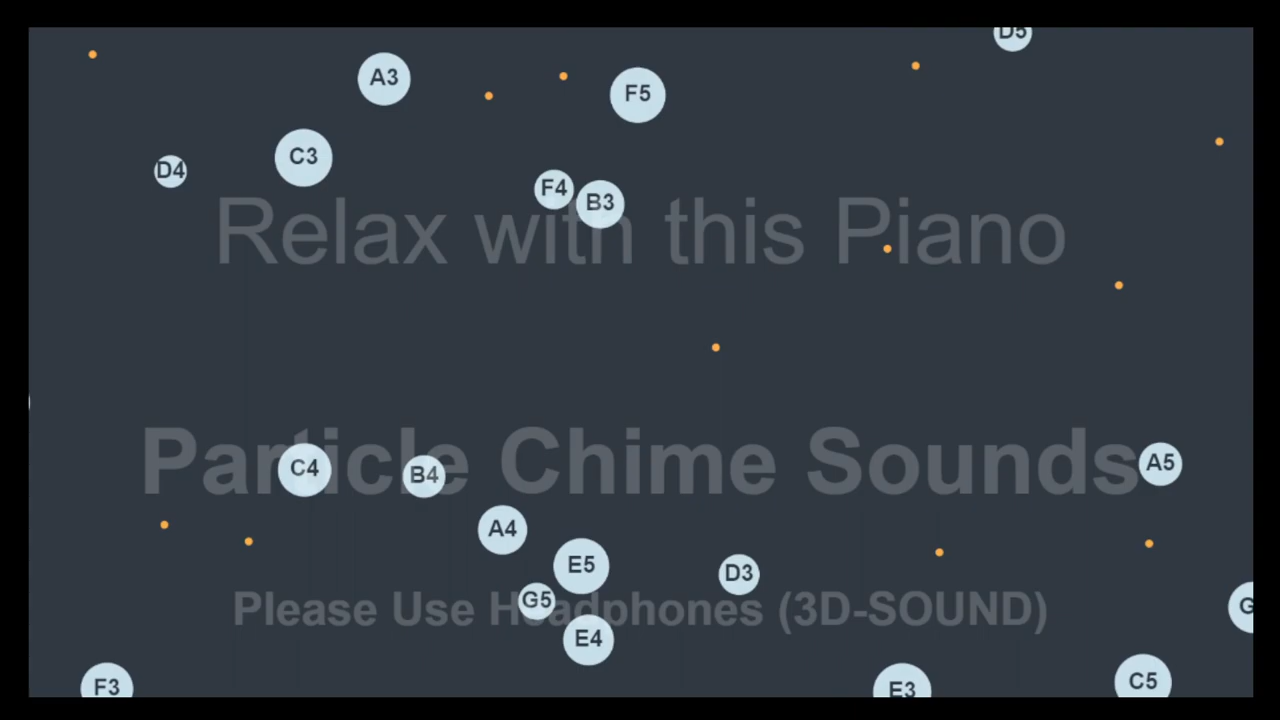 D5
A3
F5
C3
D4
F4
B3
Relax with this Piano
Particle Chime Sounds
C4
B4
A5
A4
E5
D3
G5
Please Use Headphones (3D-SOUND)
G
E4
F3
E3
C5